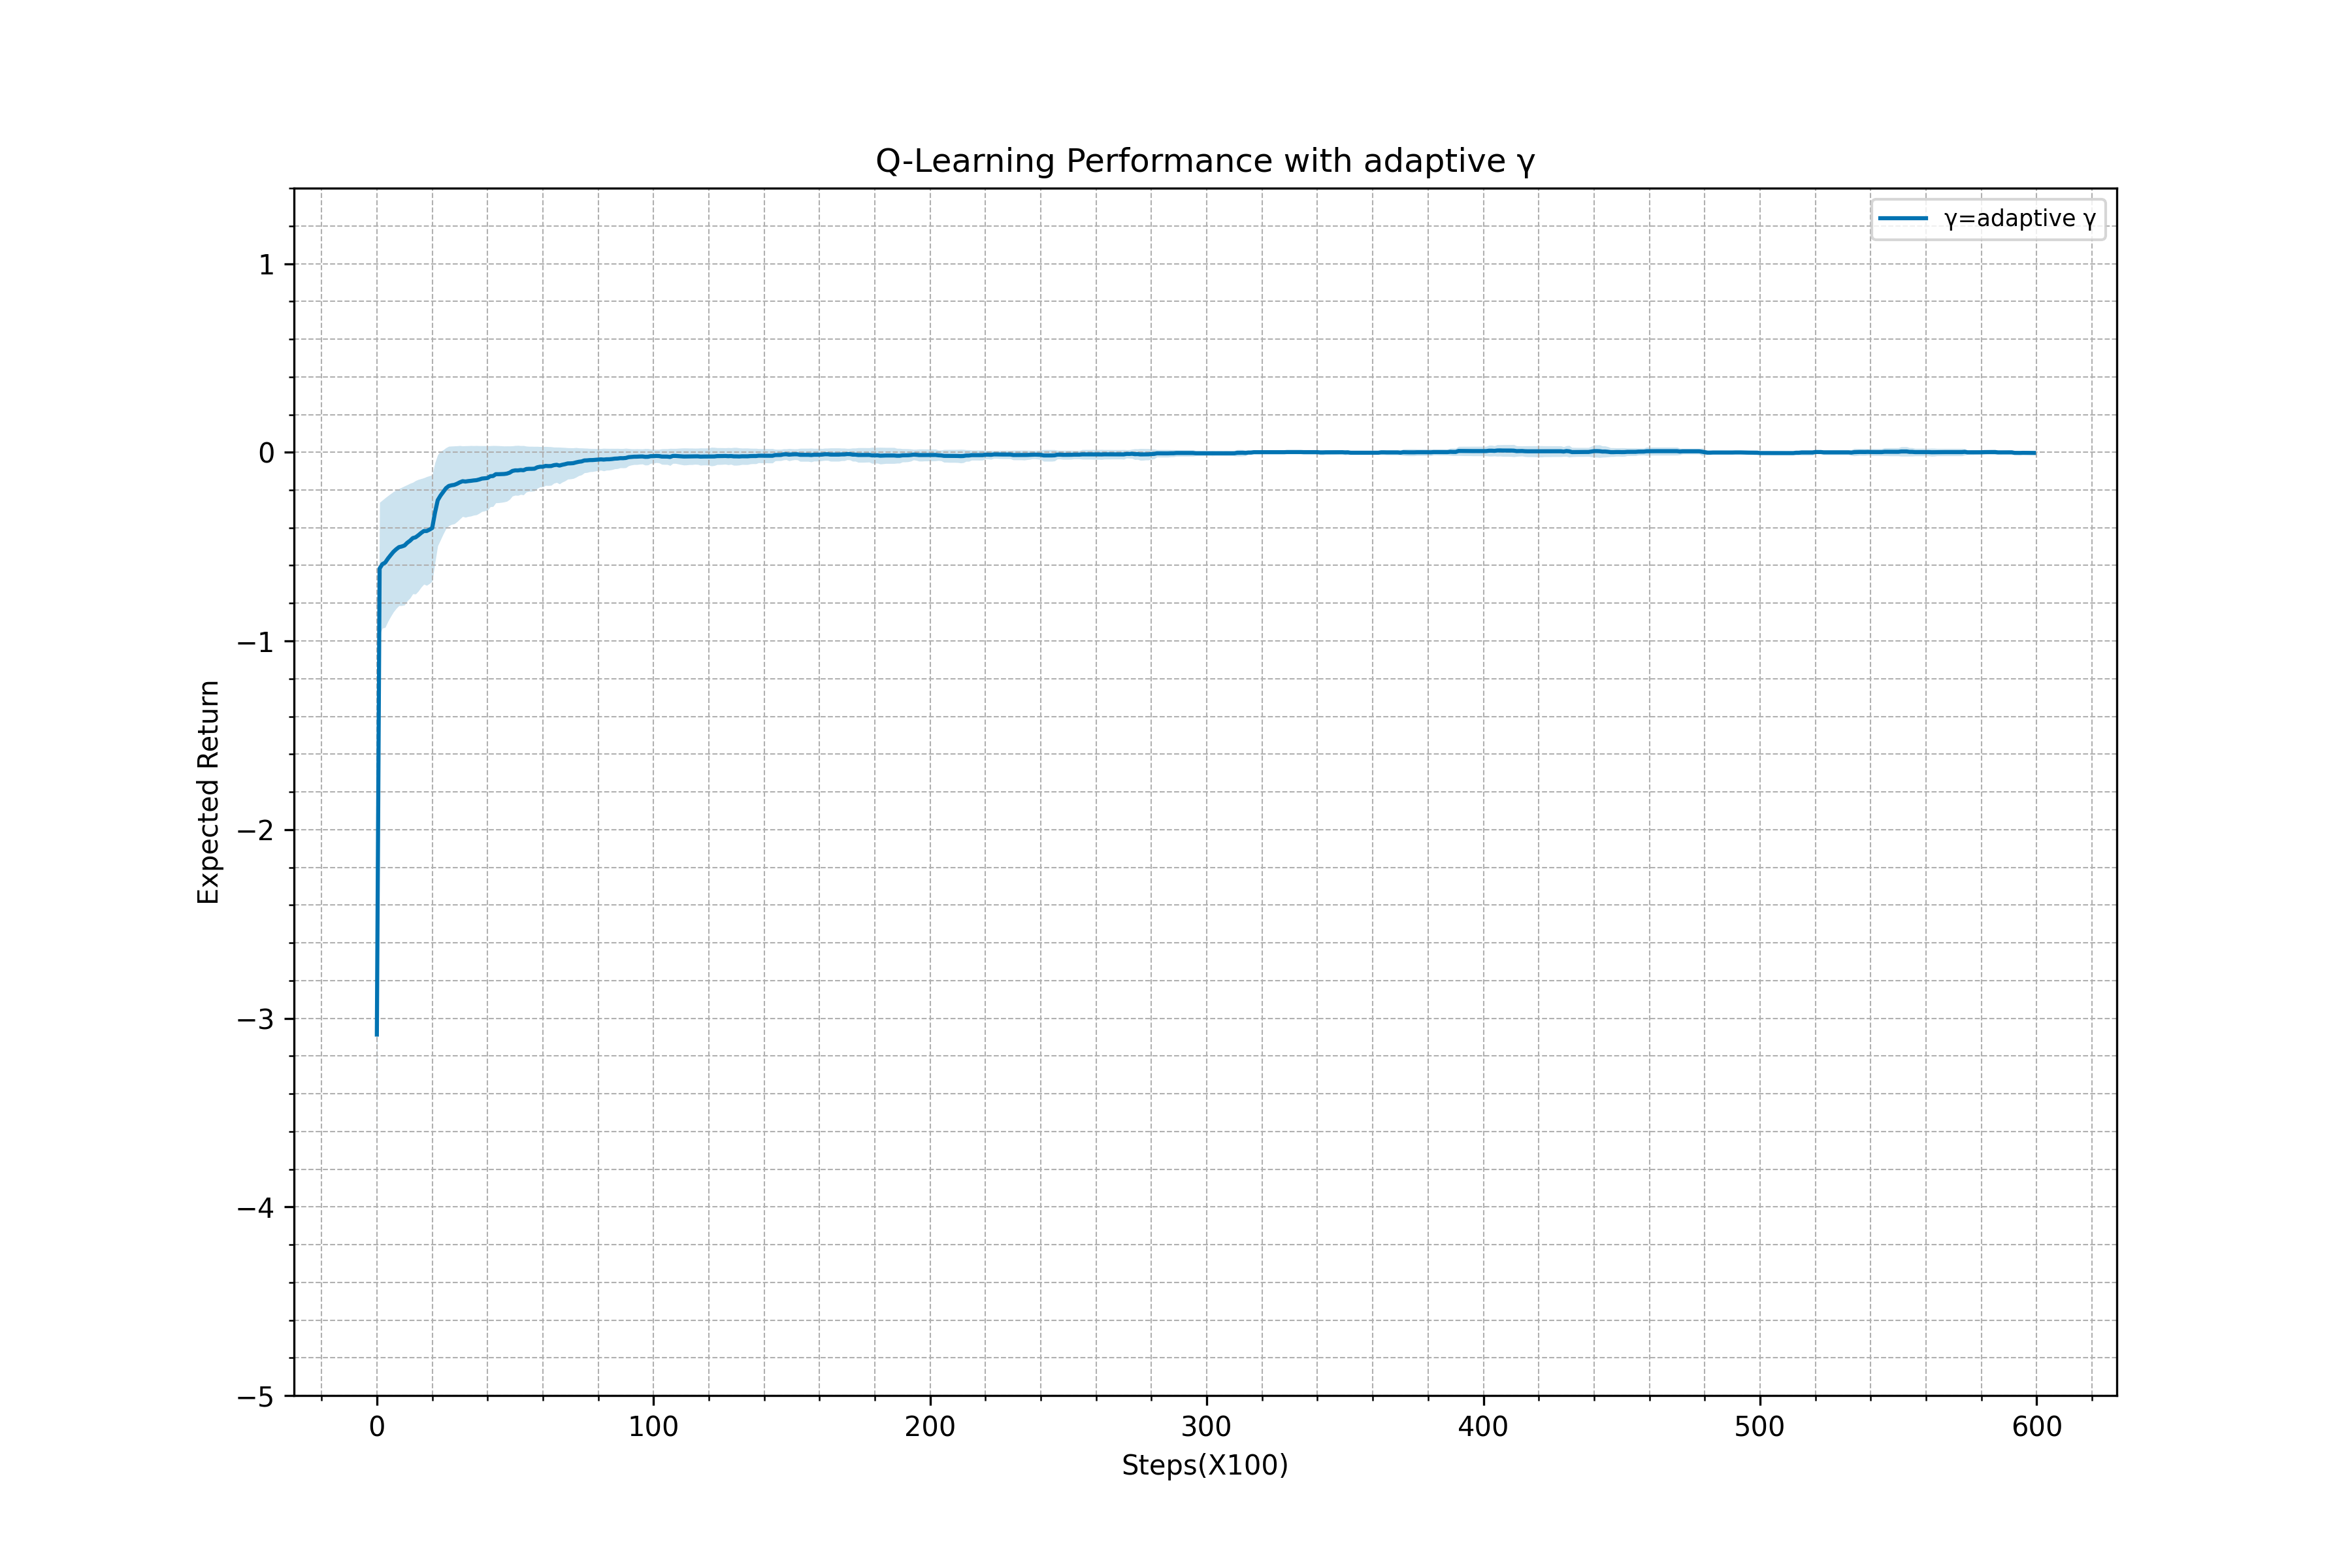 Q-Learning Performance with adaptive γ
γ=adaptive γ
1
0
−1
−2
−3
−4
−5
Expected Return
0 100 200 300 400 500 600
Steps(X100)